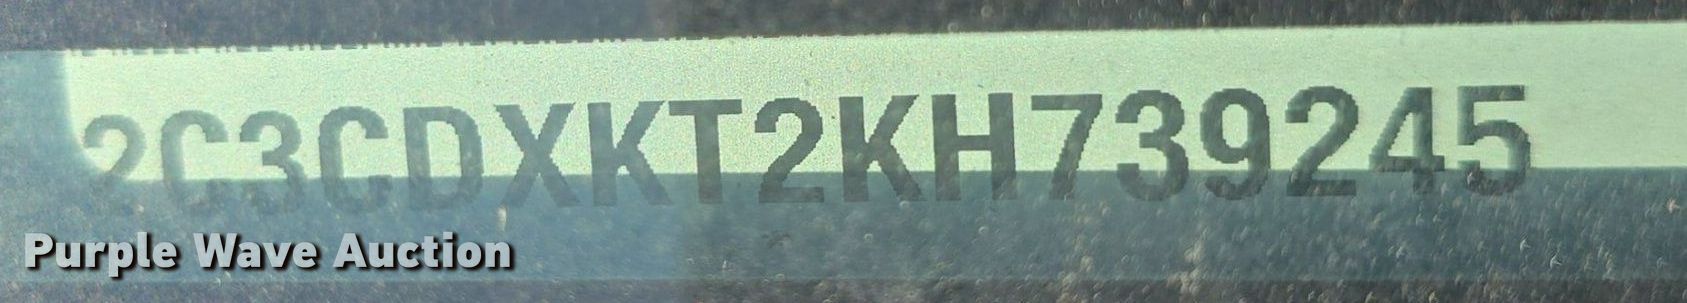 2C3CDXKT2KH739245
Purple Wave Auction